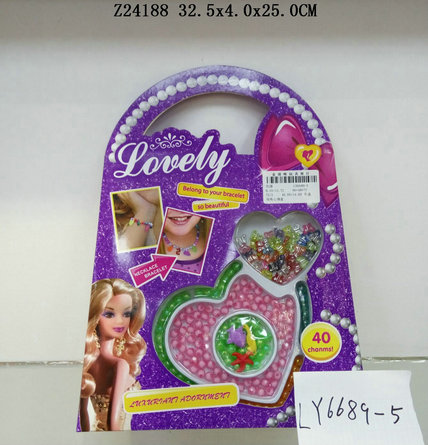 Z24188 32.5x4.0x25.0CM
Lovely
Belong to your bracelet
so beautiful
NECKLACE
BRACELET
40
charms!
LUXURIANT ADORNMENT
LY6689-5